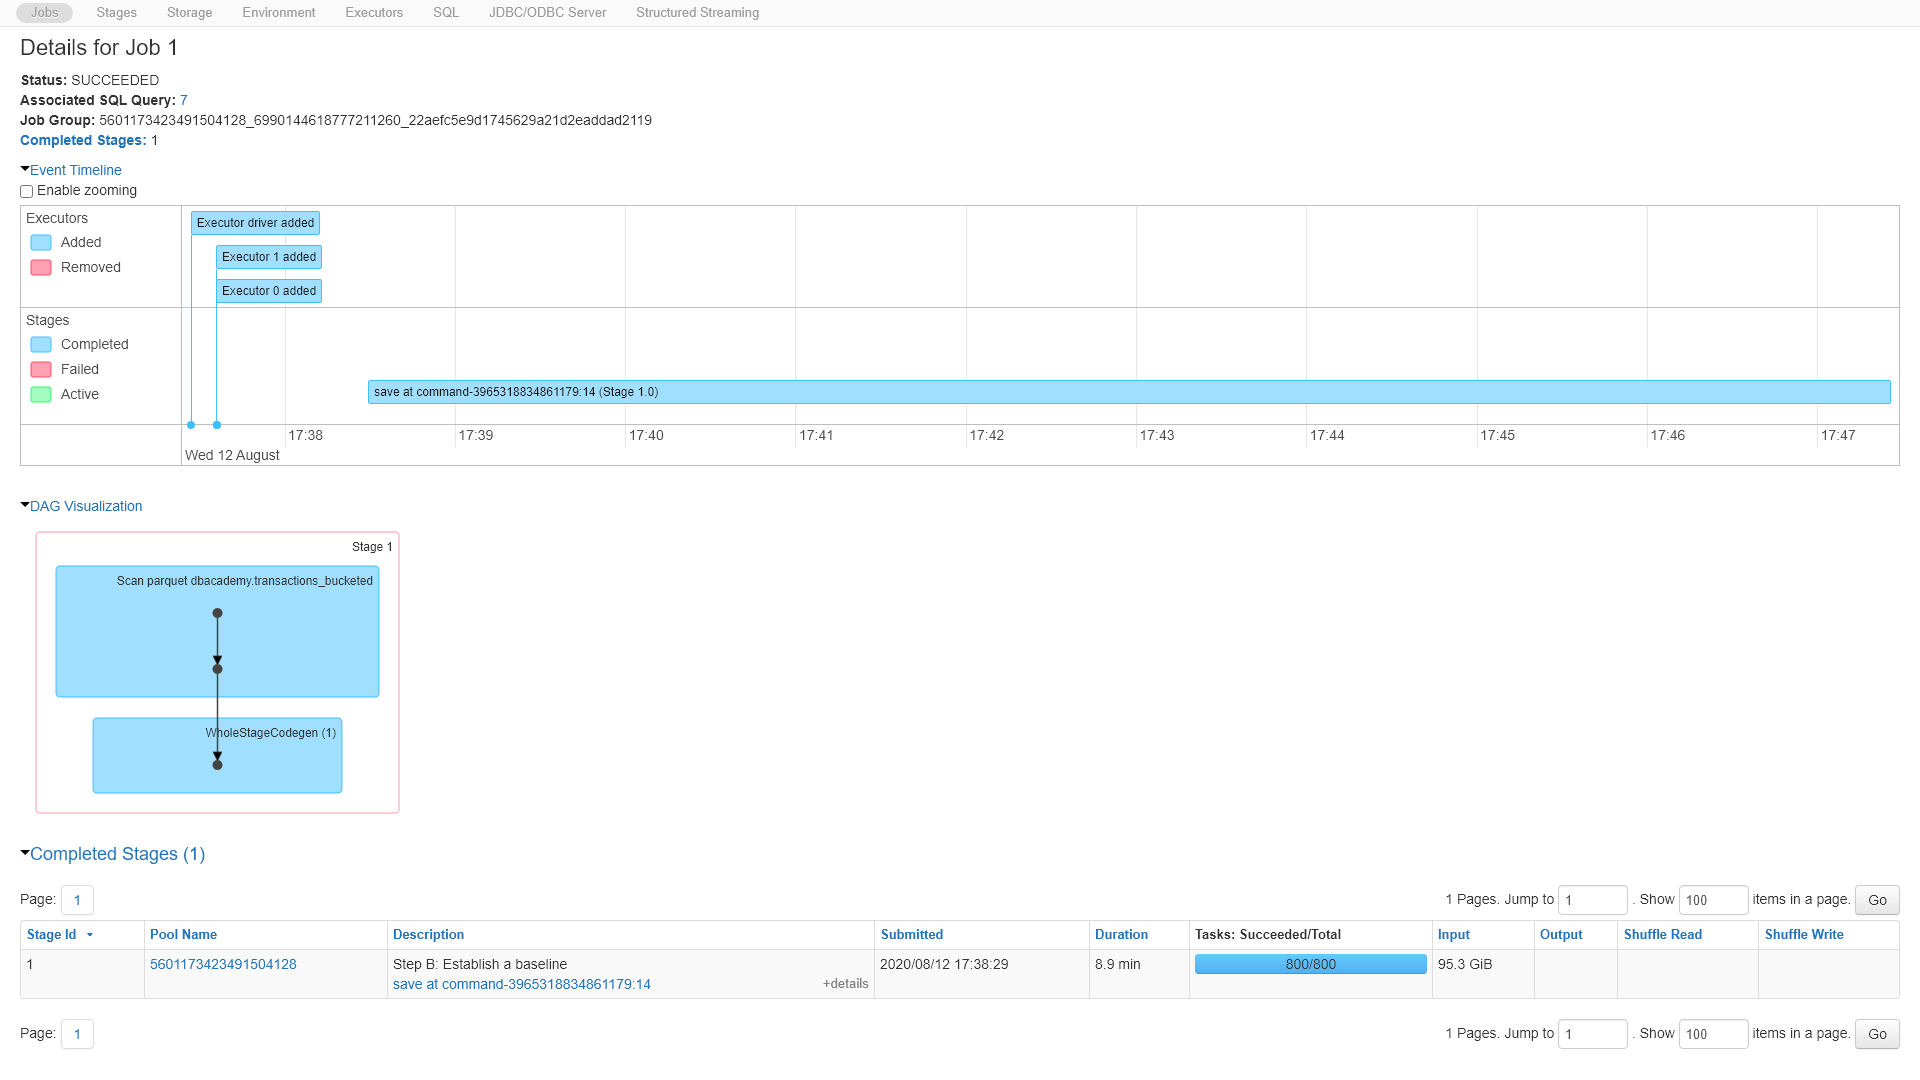 Jobs Stages Storage Environment Executors SQL JDBC/ODBC Server Structured Streaming
Details for Job 1
Status: SUCCEEDED
Associated SQL Query: 7
Job Group: 5601173423491504128_6990144618777211260_22aefc5e9d1745629a21d2eaddad2119
Completed Stages: 1
Event Timeline
Enable zooming
Executors
Added
Removed
Executor driver added
Executor 1 added
Executor 0 added
Stages
Completed
Failed
Active
save at command-3965318834861179:14 (Stage 1.0)
17:38 17:39 17:40 17:41 17:42 17:43 17:44 17:45 17:46 17:47
Wed 12 August
DAG Visualization
Stage 1
Scan parquet dbacademy.transactions_bucketed
WholeStageCodegen (1)
Completed Stages (1)
Page: 1 1 Pages. Jump to 1 . Show 100 items in a page. Go
Stage Id Pool Name Description Submitted Duration Tasks: Succeeded/Total Input Output Shuffle Read Shuffle Write
1 5601173423491504128 Step B: Establish a baseline 2020/08/12 17:38:29 8.9 min 800/800 95.3 GiB
save at command-3965318834861179:14 +details
Page: 1 1 Pages. Jump to 1 . Show 100 items in a page. Go